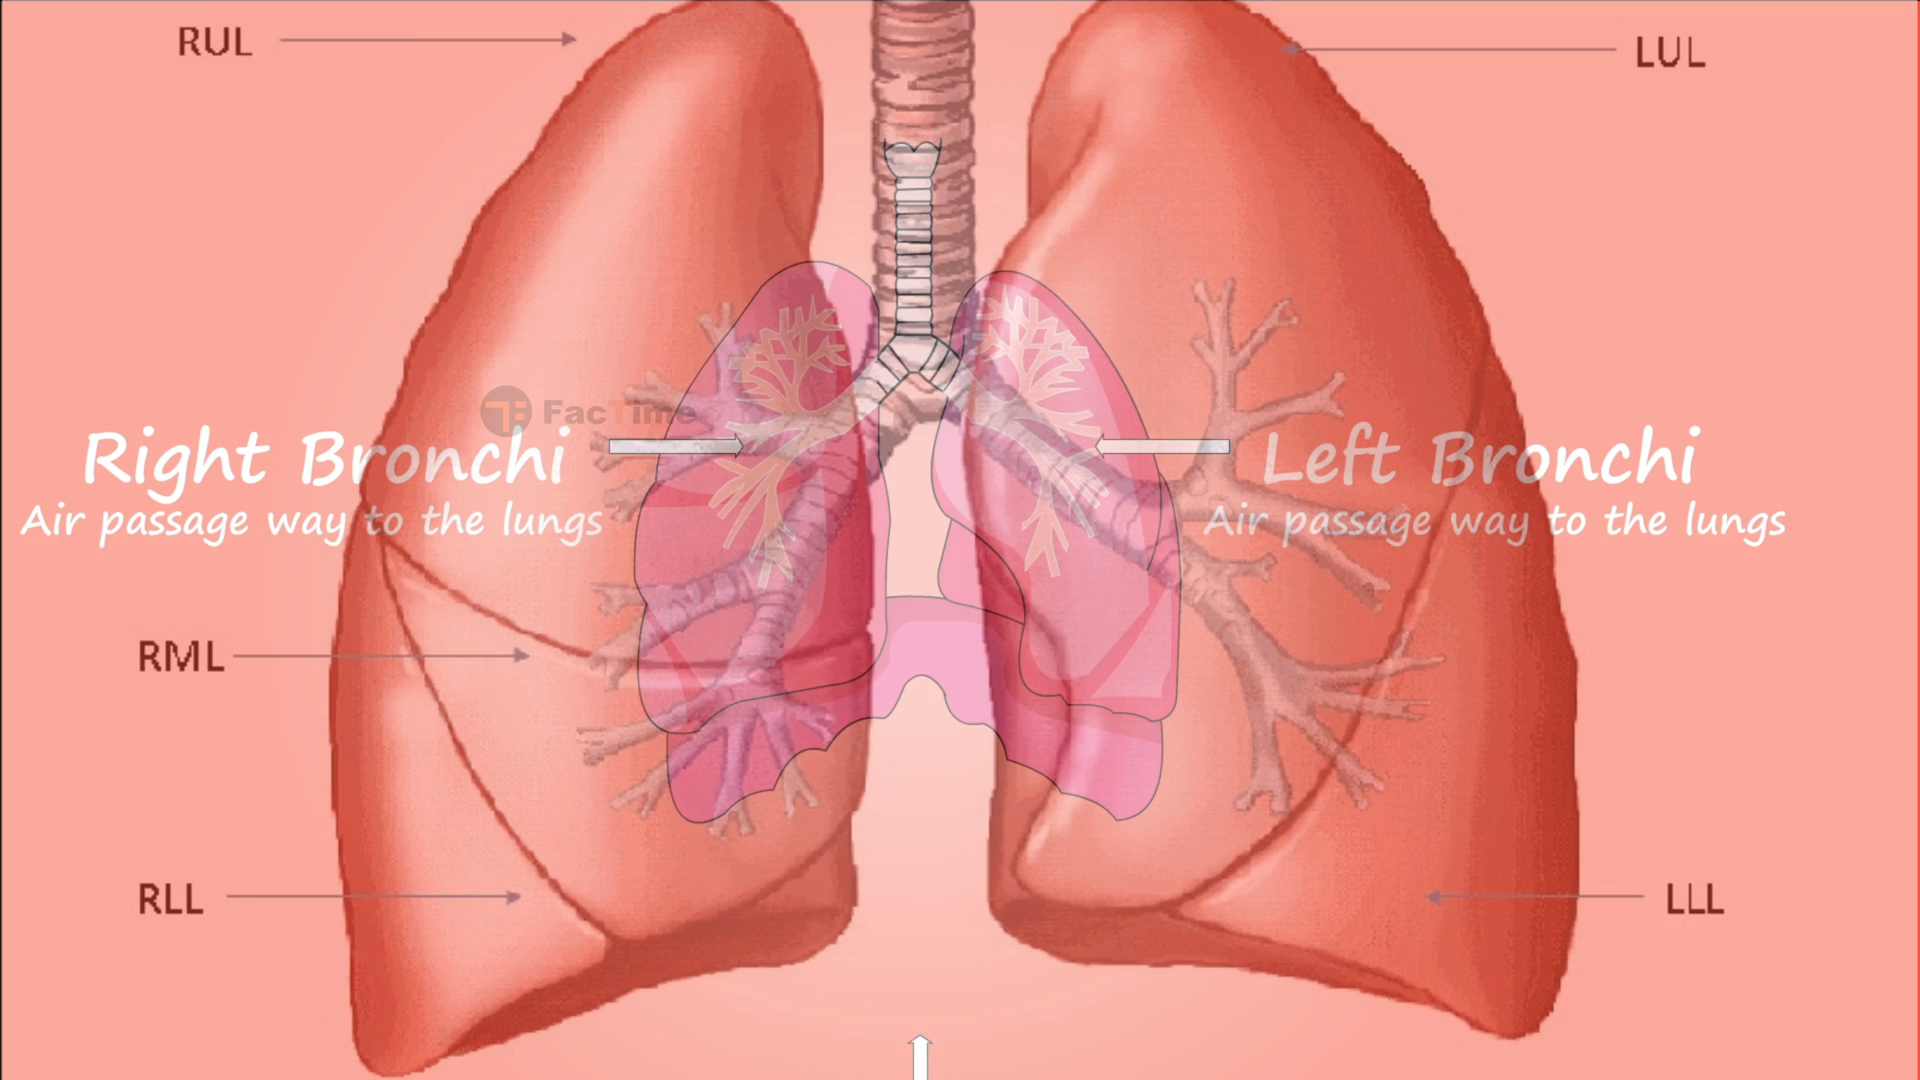 RUL
LUL
FacTime
Right Bronchi
Air passage way to the lungs
Left Bronchi
Air passage way to the lungs
RML
RLL
LLL